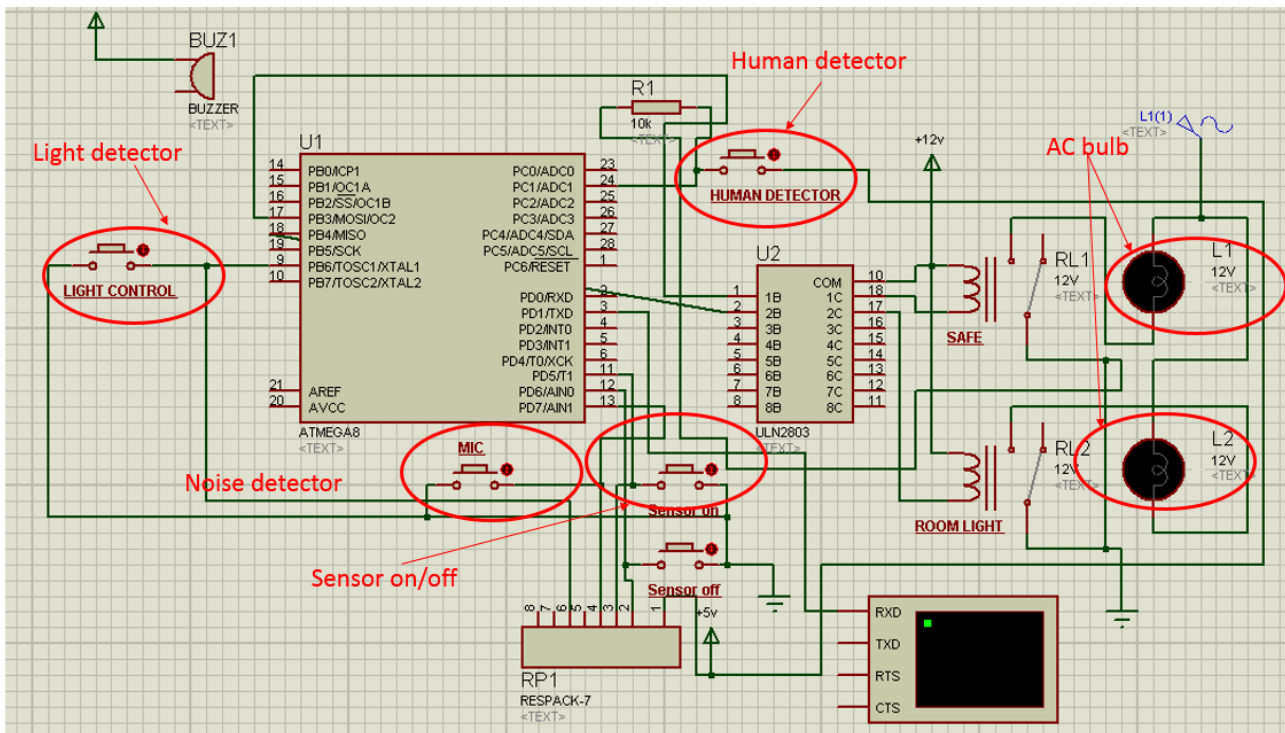 BUZ1
BUZZER
<TEXT>
Human detector
R1
10k
<TEXT>
L1(1)
<TEXT>
Light detector
U1
+12v
AC bulb
14 PB0/ICP1 PC0/ADC0 23
15 PB1/OC1A PC1/ADC1 24
16 PB2/SS/OC1B PC2/ADC2 25
17 PB3/MOSI/OC2 PC3/ADC3 26
18 PB4/MISO PC4/ADC4/SDA 27
19 PB5/SCK PC5/ADC5/SCL 28
9 PB6/TOSC1/XTAL1 PC6/RESET 1
10 PB7/TOSC2/XTAL2
PD0/RXD 2
PD1/TXD 3
PD2/INT0 4
PD3/INT1 5
PD4/T0/XCK 6
PD5/T1 11
21 AREF PD6/AIN0 12
20 AVCC PD7/AIN1 13
ATMEGA8
<TEXT>
HUMAN DETECTOR
LIGHT CONTROL
U2
COM 10
1 1B 1C 18
2 2B 2C 17
3 3B 3C 16
4 4B 4C 15
5 5B 5C 14
6 6B 6C 13
7 7B 7C 12
8 8B 8C 11
ULN2803
<TEXT>
RL1
12V
<TEXT>
L1
12V
<TEXT>
SAFE
MIC
Noise detector
Sensor on
RL2
12V
<TEXT>
L2
12V
<TEXT>
ROOM LIGHT
Sensor on/off
Sensor off
+5v
8 7 6 5 4 3 2 1
RP1
RESPACK-7
<TEXT>
RXD
TXD
RTS
CTS